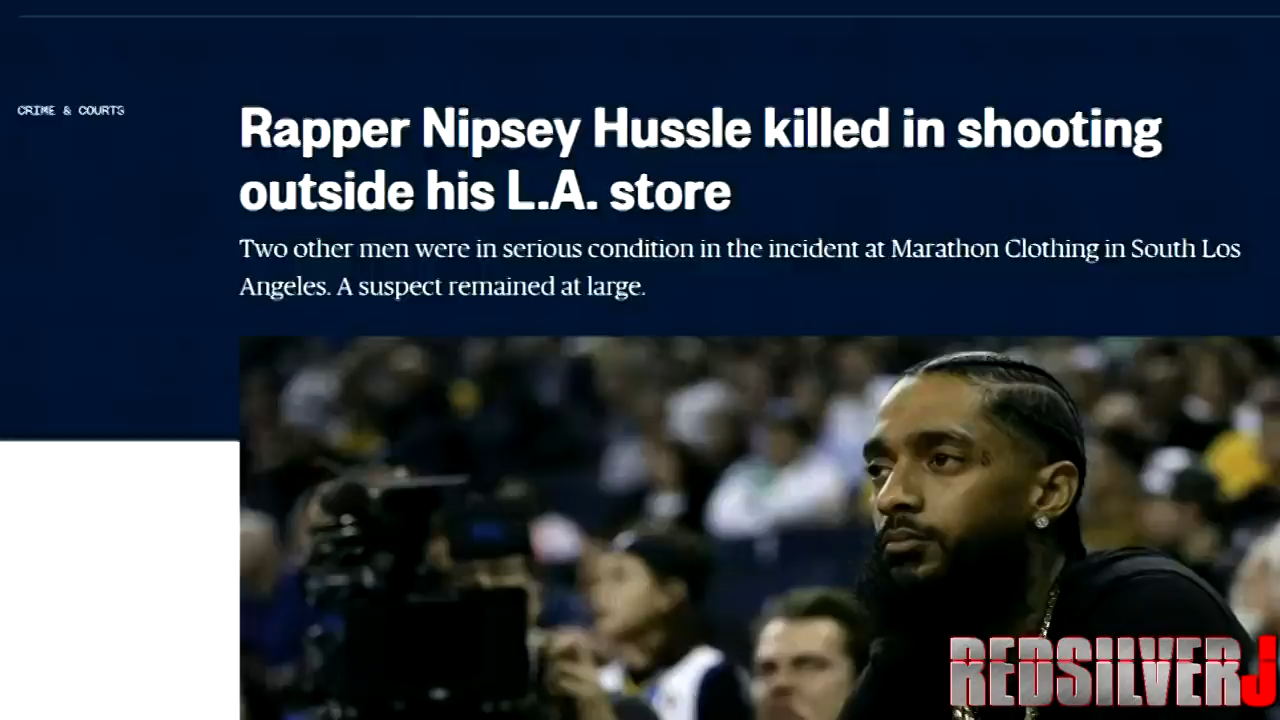 CRIME & COURTS
Rapper Nipsey Hussle killed in shooting
outside his L.A. store
Two other men were in serious condition in the incident at Marathon Clothing in South Los
Angeles. A suspect remained at large.
REDSILVERJ